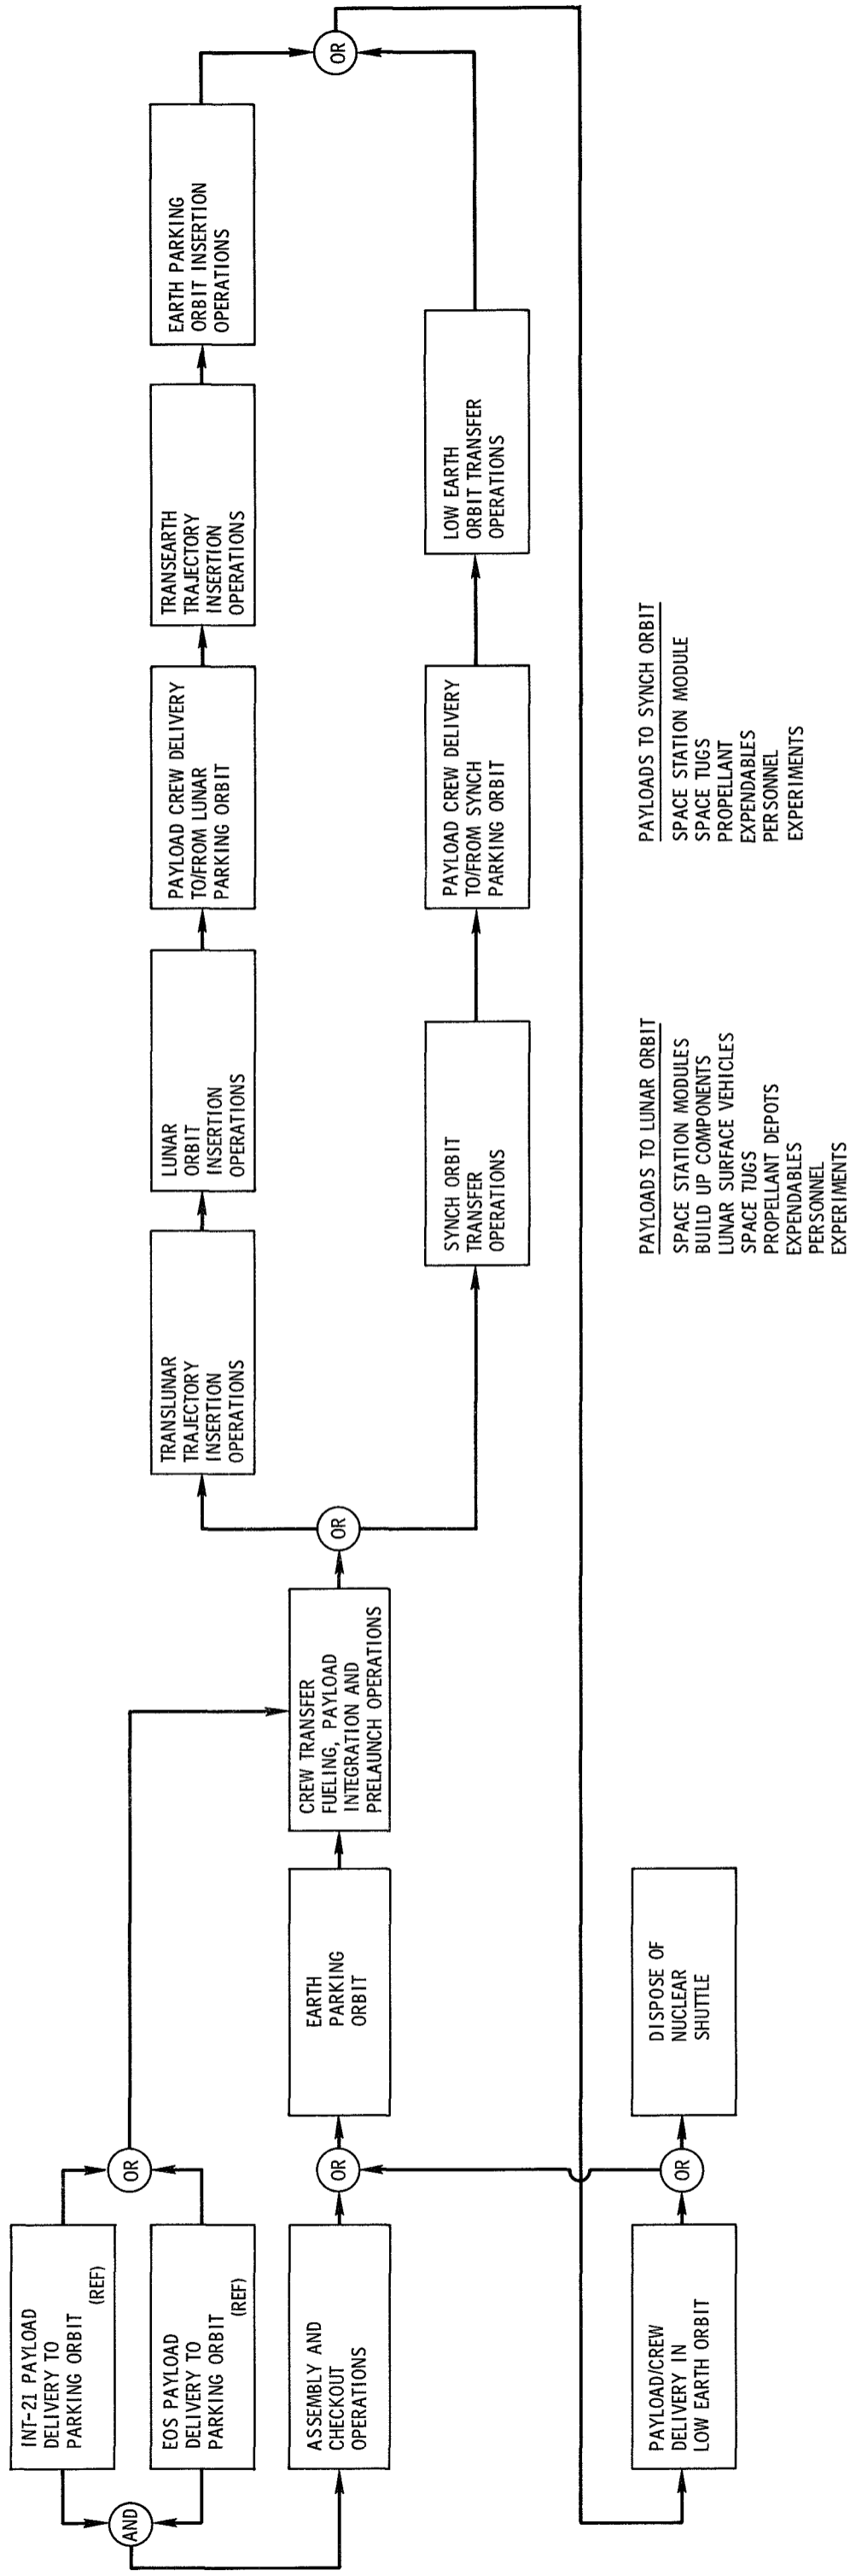 INT-21 PAYLOAD
DELIVERY TO
PARKING ORBIT
(REF)
EOS PAYLOAD
DELIVERY TO
PARKING ORBIT
(REF)
AND
OR
ASSEMBLY AND
CHECKOUT
OPERATIONS
OR
EARTH
PARKING
ORBIT
CREW TRANSFER
FUELING, PAYLOAD
INTEGRATION AND
PRELAUNCH OPERATIONS
OR
TRANSLUNAR
TRAJECTORY
INSERTION
OPERATIONS
LUNAR
ORBIT
INSERTION
OPERATIONS
PAYLOAD CREW DELIVERY
TO/FROM LUNAR
PARKING ORBIT
TRANSEARTH
TRAJECTORY
INSERTION
OPERATIONS
EARTH PARKING
ORBIT INSERTION
OPERATIONS
OR
SYNCH ORBIT
TRANSFER
OPERATIONS
PAYLOAD CREW DELIVERY
TO/FROM SYNCH
PARKING ORBIT
LOW EARTH
ORBIT TRANSFER
OPERATIONS
PAYLOAD/CREW
DELIVERY IN
LOW EARTH ORBIT
OR
DISPOSE OF
NUCLEAR
SHUTTLE
PAYLOADS TO LUNAR ORBIT
SPACE STATION MODULES
BUILD UP COMPONENTS
LUNAR SURFACE VEHICLES
SPACE TUGS
PROPELLANT DEPOTS
EXPENDABLES
PERSONNEL
EXPERIMENTS
PAYLOADS TO SYNCH ORBIT
SPACE STATION MODULE
SPACE TUGS
PROPELLANT
EXPENDABLES
PERSONNEL
EXPERIMENTS